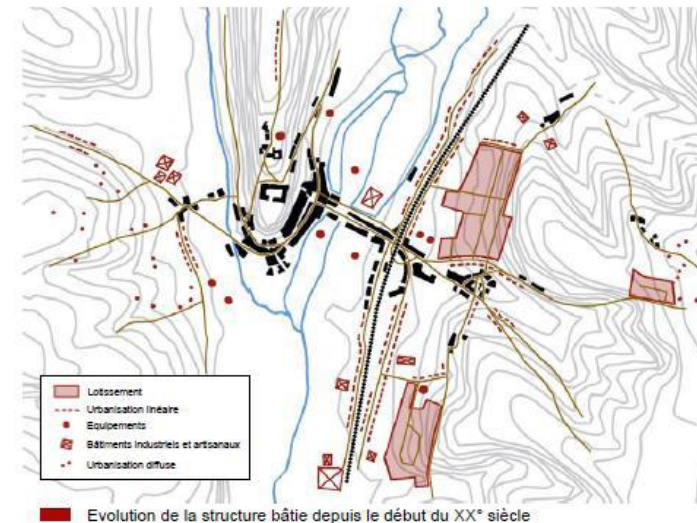 Lotissement
Urbanisation linéaire
Equipements
Bâtiments industriels et artisanaux
Urbanisation diffuse
Evolution de la structure bâtie depuis le début du XX° siècle